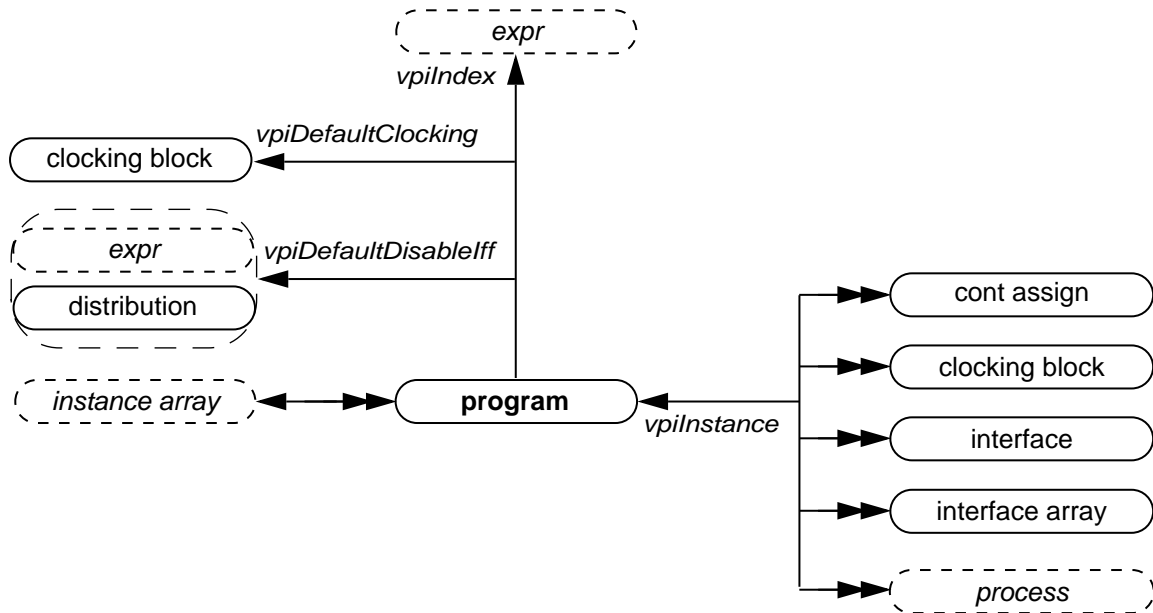 expr
vpiIndex
vpiDefaultClocking
clocking block
expr
vpiDefaultDisableIff
distribution
instance array
program
vpiInstance
cont assign
clocking block
interface
interface array
process